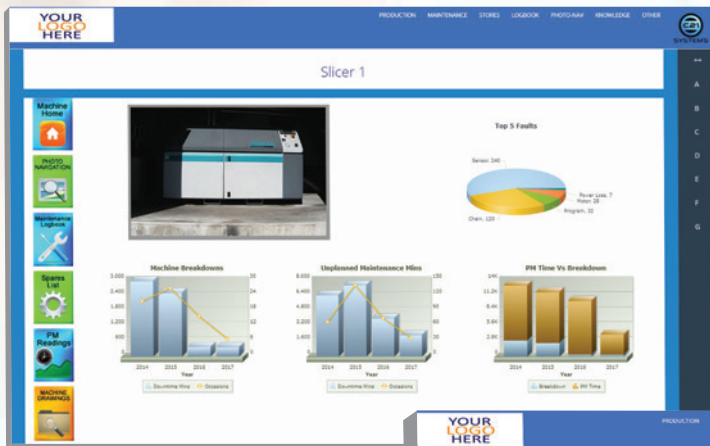 YOUR
LOGO
HERE
PRODUCTION MAINTENANCE STORES LOGBOOK PHOTO-NAV KNOWLEDGE OTHER
SYSTEMS
Slicer 1
A
B
C
D
E
F
G
Machine
Home
PHOTO
NAVIGATION
Maintenance
Logbook
Spares
List
PM
Readings
MACHINE
DRAWINGS
Top 5 Faults
Sensor, 240
Power Loss, 7
Motor, 28
Program, 32
Chain, 120
Machine Breakdowns
3,000 30
2,400 24
1,800 18
1,200 12
600 6
0 0
2014 2015 2016 2017
Year
Downtime Mins Occasions
Unplanned Maintenance Mins
8,000 150
6,400 120
4,800 90
3,200 60
1,600 30
0 0
2014 2015 2016 2017
Year
Downtime Mins Occasions
PM Time Vs Breakdown
14K
11.2K
8.4K
5.6K
2.8K
0
2014 2015 2016 2017
Year
Breakdown PM Time
YOUR
LOGO
HERE
PRODUCTION